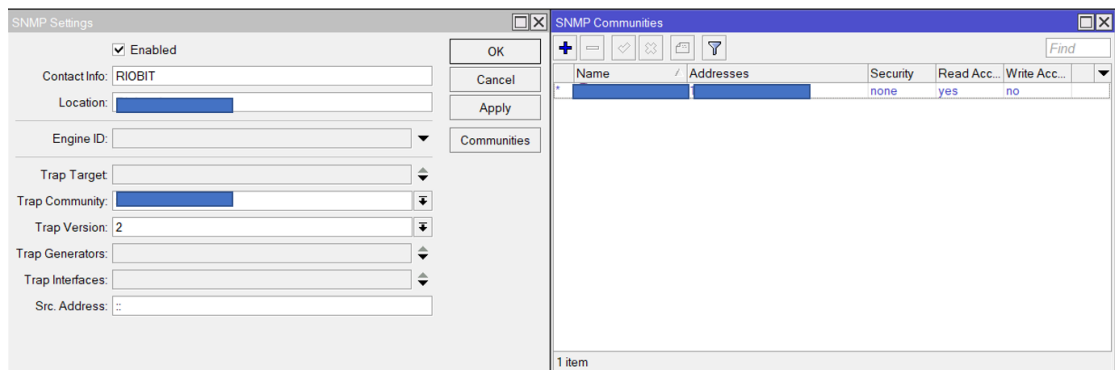 SNMP Settings
Enabled
Contact Info: RIOBIT
Location:
Engine ID:
Trap Target:
Trap Community:
Trap Version: 2
Trap Generators:
Trap Interfaces:
Src. Address: ::
OK
Cancel
Apply
Communities
SNMP Communities
Find
Name / Addresses Security Read Acc... Write Acc...
* none yes no
1 item